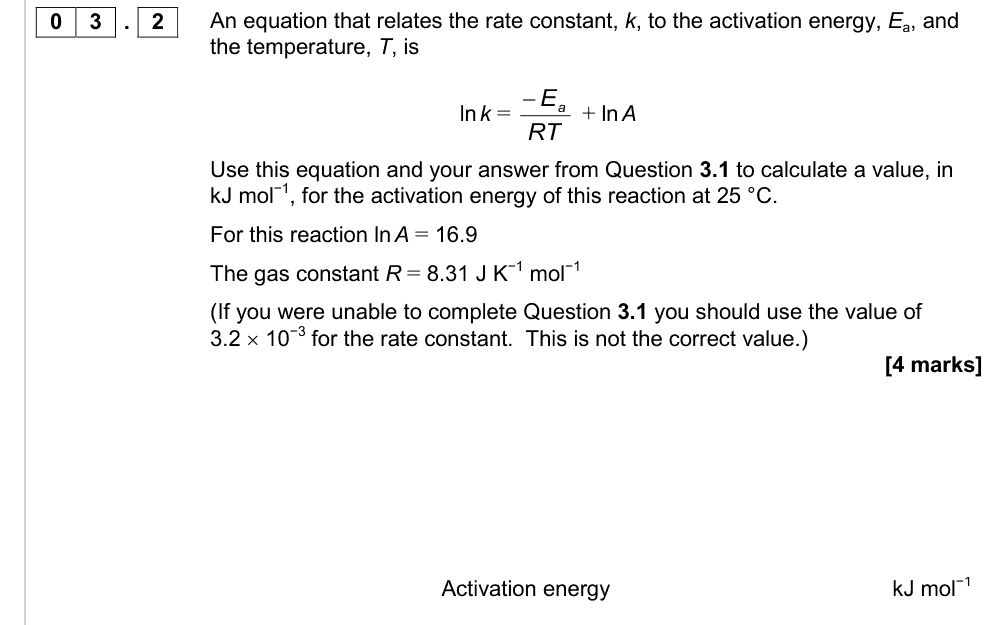 0 3 . 2 An equation that relates the rate constant, k, to the activation energy, Eₐ, and
the temperature, T, is
ln k = −Eₐ / RT + ln A
Use this equation and your answer from Question 3.1 to calculate a value, in
kJ mol⁻¹, for the activation energy of this reaction at 25 °C.
For this reaction ln A = 16.9
The gas constant R = 8.31 J K⁻¹ mol⁻¹
(If you were unable to complete Question 3.1 you should use the value of
3.2 × 10⁻³ for the rate constant. This is not the correct value.)
[4 marks]
Activation energy kJ mol⁻¹